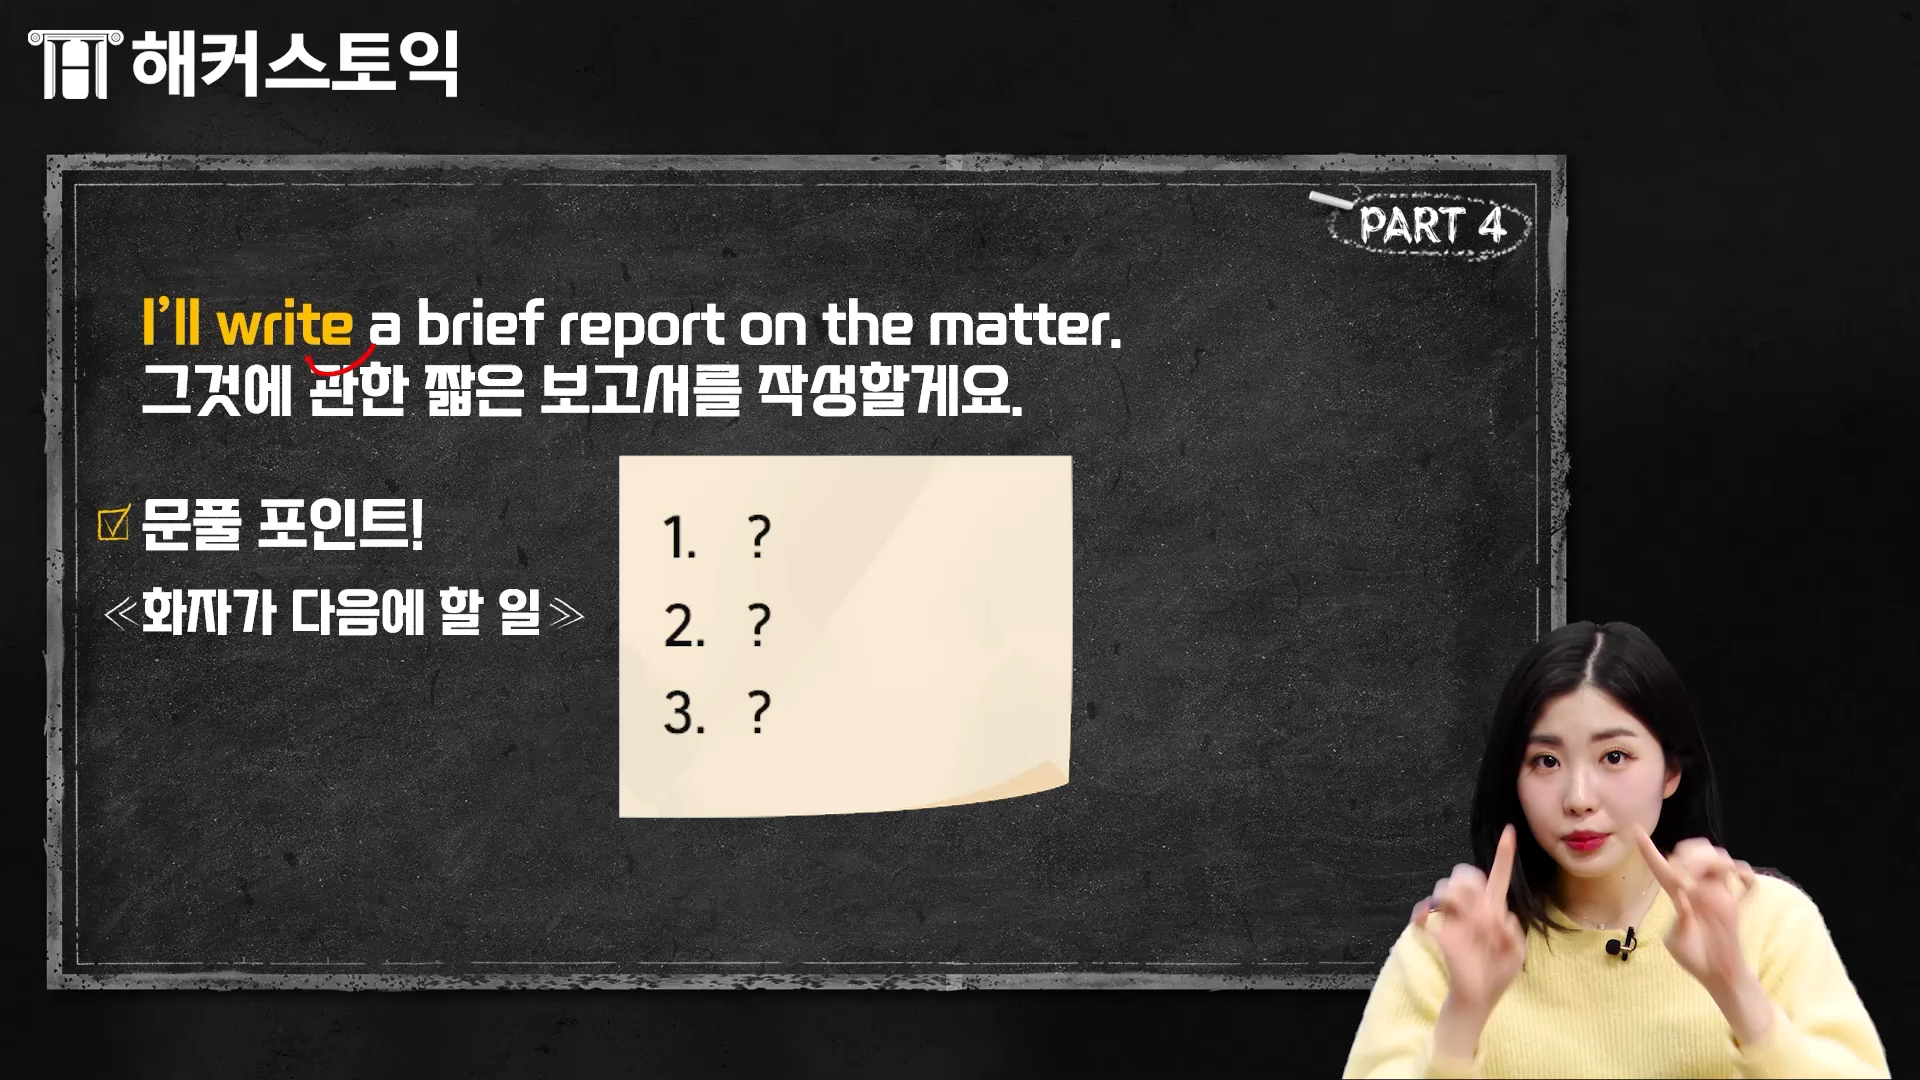 해커스토익
PART 4
I'll write a brief report on the matter.
그것에 관한 짧은 보고서를 작성할게요.
문풀 포인트!
≪화자가 다음에 할 일≫
1. ?
2. ?
3. ?